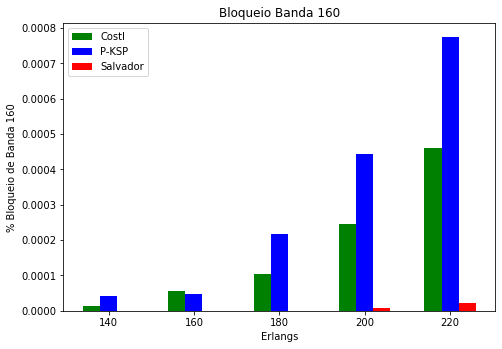 Bloqueio Banda 160
CostI
P-KSP
Salvador
% Bloqueio de Banda 160
0.0008
0.0007
0.0006
0.0005
0.0004
0.0003
0.0002
0.0001
0.0000
140 160 180 200 220
Erlangs